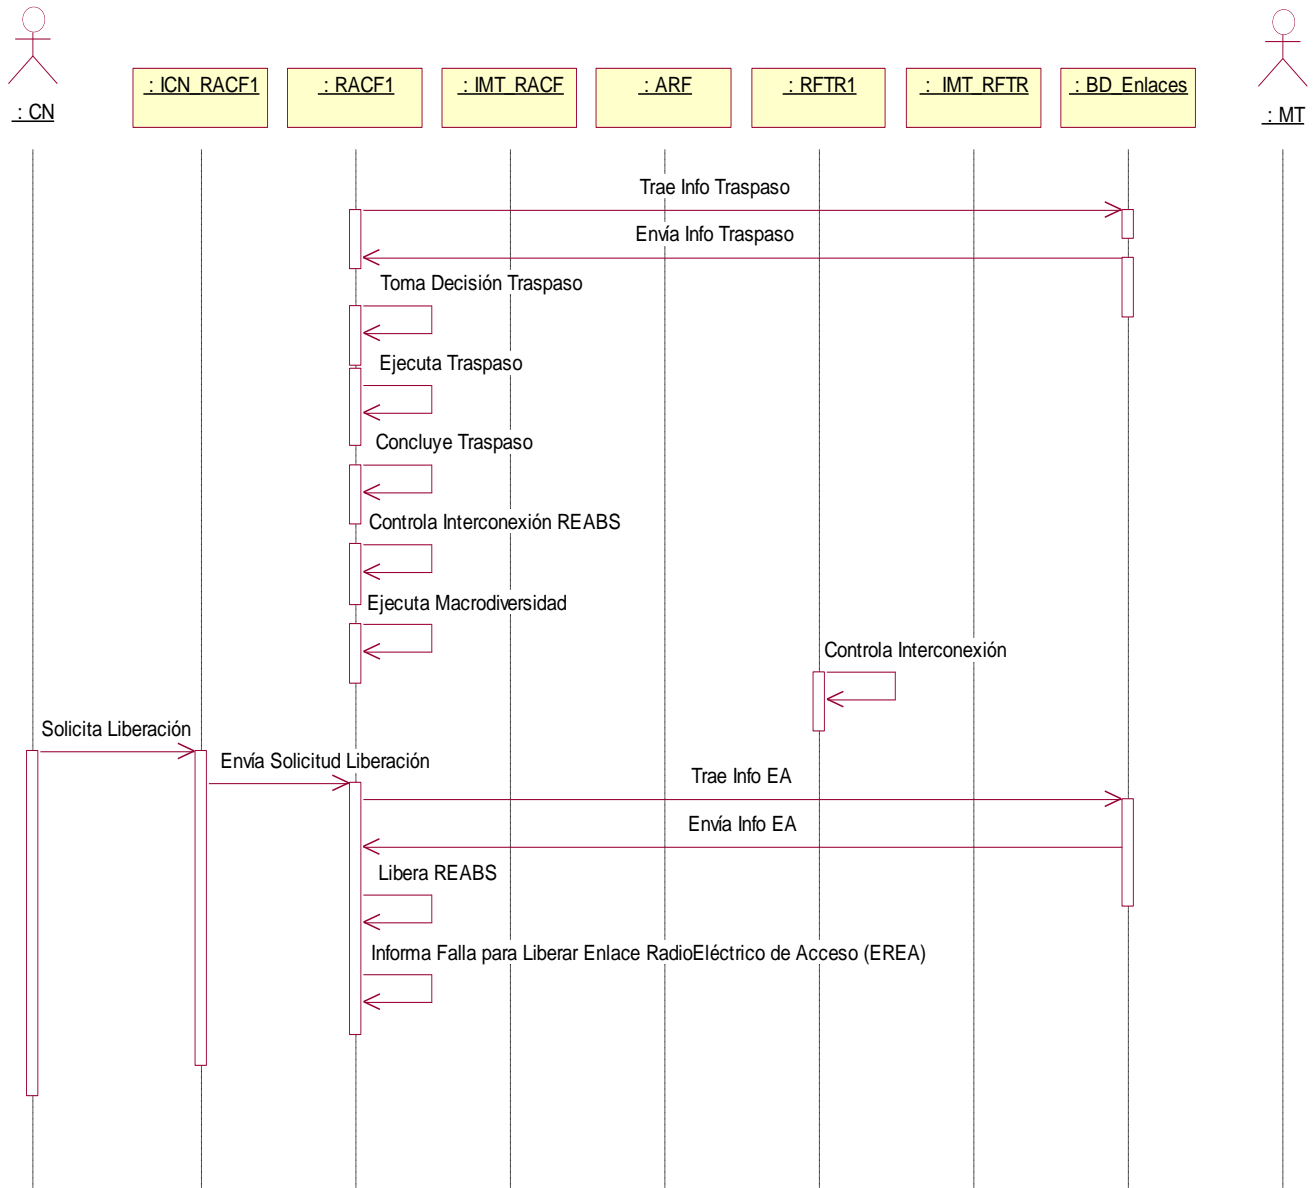 : CN
: ICN_RACF1
: RACF1
: IMT_RACF
: ARF
: RFTR1
: IMT_RFTR
: BD_Enlaces
: MT
Trae Info Traspaso
Envía Info Traspaso
Toma Decisión Traspaso
Ejecuta Traspaso
Concluye Traspaso
Controla Interconexión REABS
Ejecuta Macrodiversidad
Controla Interconexión
Solicita Liberación
Envía Solicitud Liberación
Trae Info EA
Envía Info EA
Libera REABS
Informa Falla para Liberar Enlace RadioEléctrico de Acceso (EREA)